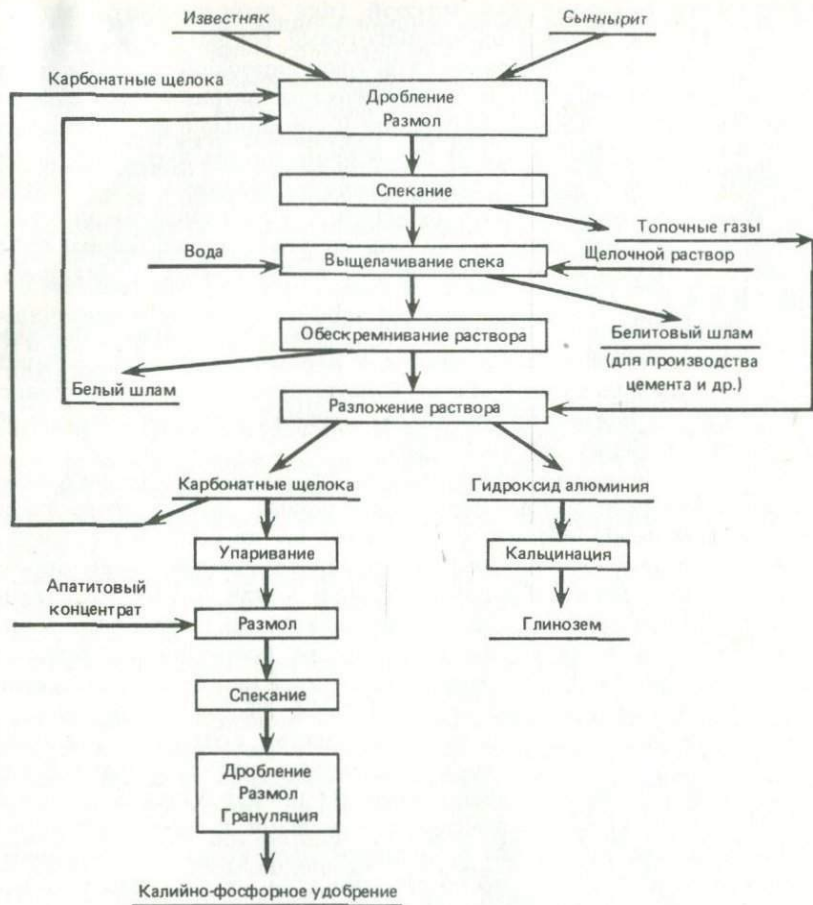 Известняк
Сыннырит
Карбонатные щелока
Дробление
Размол
Спекание
Топочные газы
Вода
Выщелачивание спека
Щелочной раствор
Обескремнивание раствора
Белитовый шлам
(для производства
цемента и др.)
Белый шлам
Разложение раствора
Карбонатные щелока
Гидроксид алюминия
Упаривание
Кальцинация
Апатитовый
концентрат
Размол
Глинозем
Спекание
Дробление
Размол
Грануляция
Калийно-фосфорное удобрение